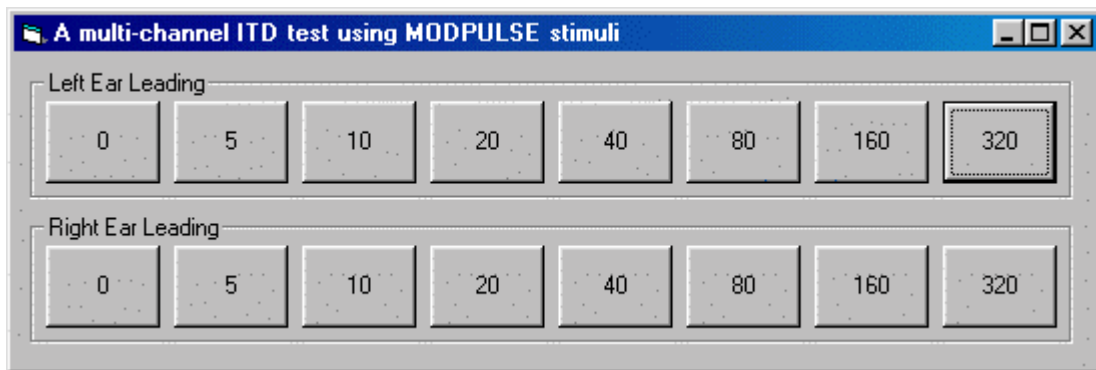 A multi-channel ITD test using MODPULSE stimuli
Left Ear Leading
0 5 10 20 40 80 160 320
Right Ear Leading
0 5 10 20 40 80 160 320